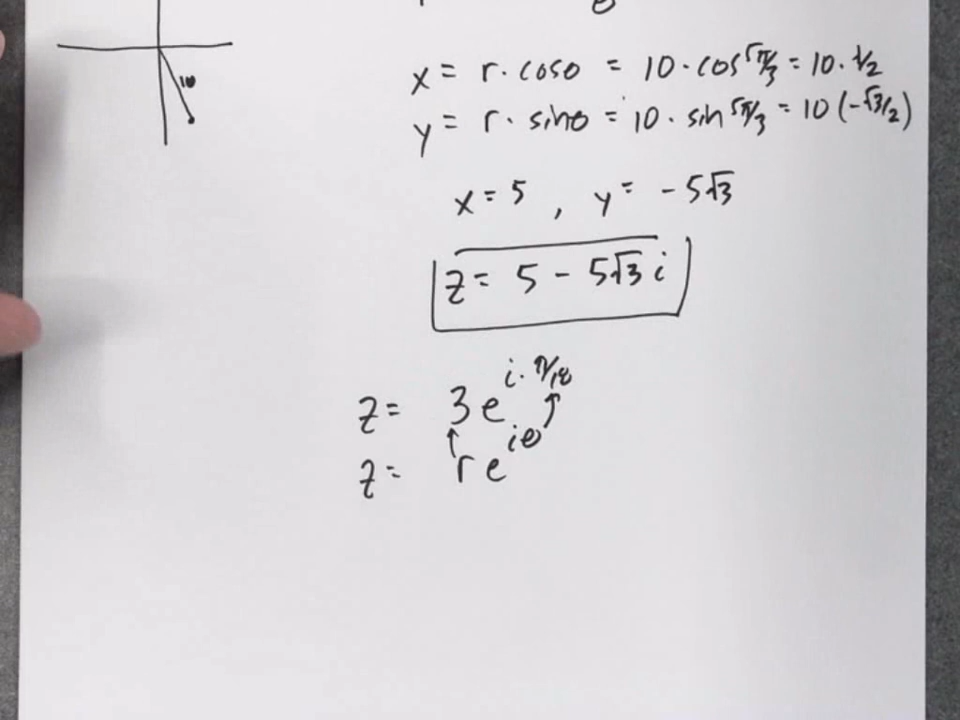 10
x = r · cosθ = 10 · cos 5π/3 = 10 · 1/2
y = r · sinθ = 10 · sin 5π/3 = 10 (-√3/2)
x = 5 , y = -5√3
z = 5 - 5√3 i
z = 3e^{i·π/18}
z = re^{iθ}